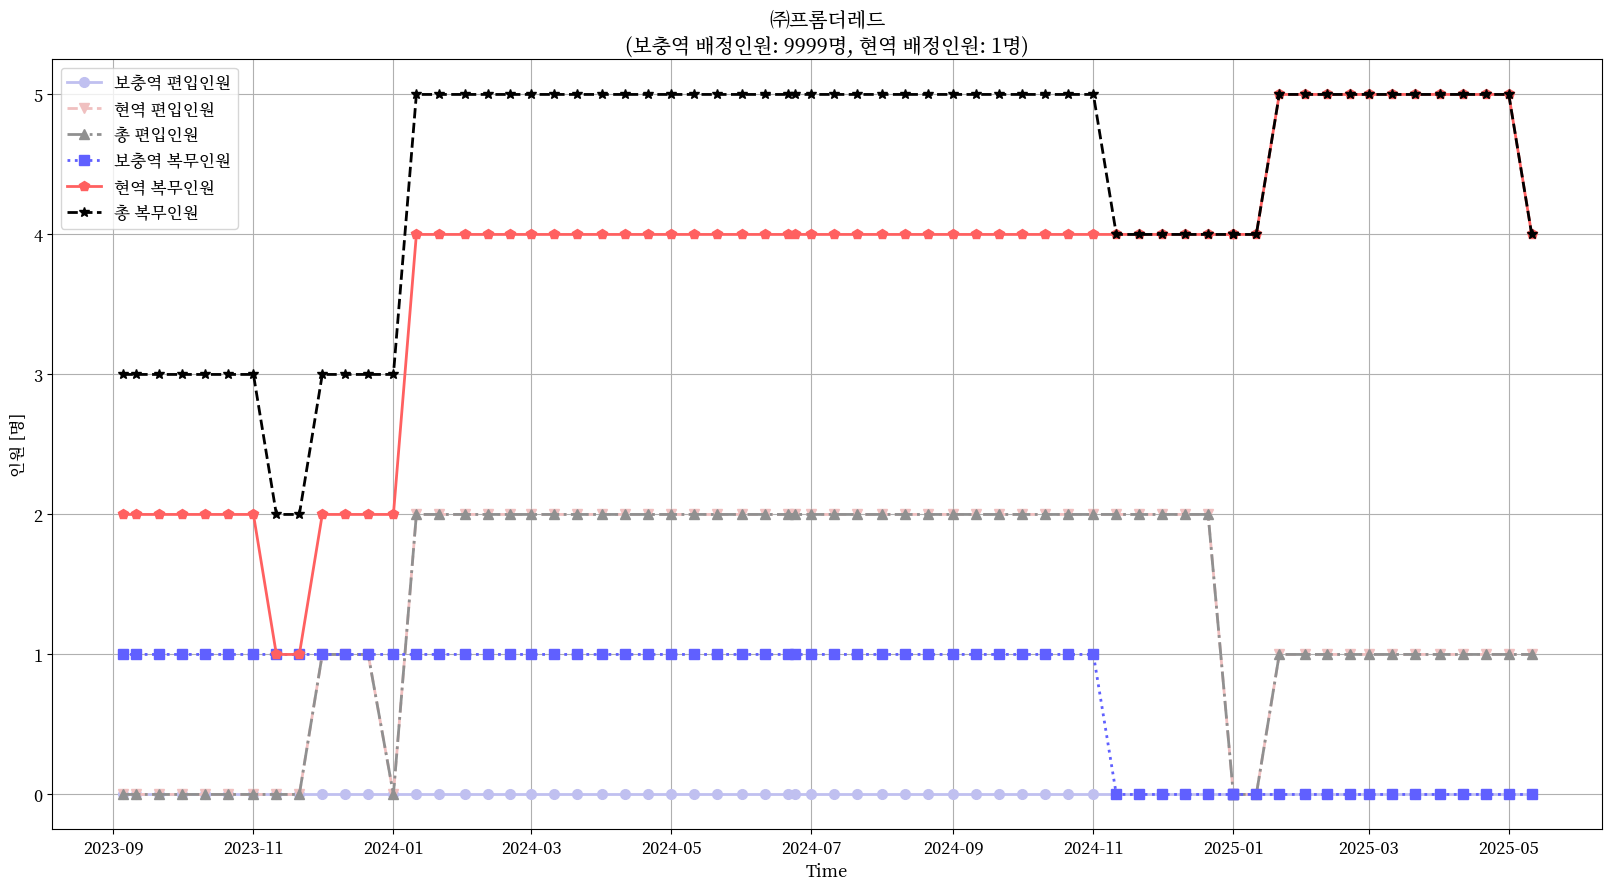 ㈜프롬더레드
(보충역 배정인원: 9999명, 현역 배정인원: 1명)
보충역 편입인원
현역 편입인원
총 편입인원
보충역 복무인원
현역 복무인원
총 복무인원
인원 [명]
5
4
3
2
1
0
2023-09 2023-11 2024-01 2024-03 2024-05 2024-07 2024-09 2024-11 2025-01 2025-03 2025-05
Time